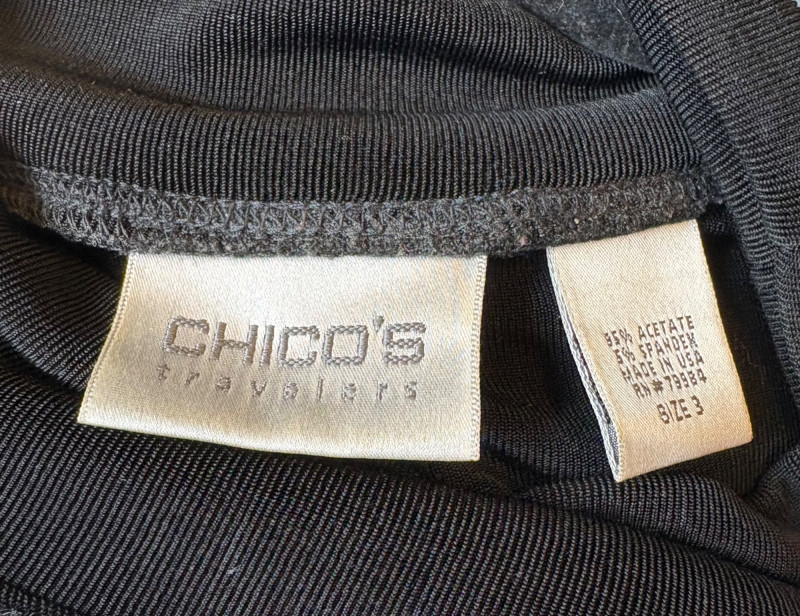 CHICO'S
travelers
95% ACETATE
5% SPANDEX
MADE IN USA
RN#79984
SIZE 3